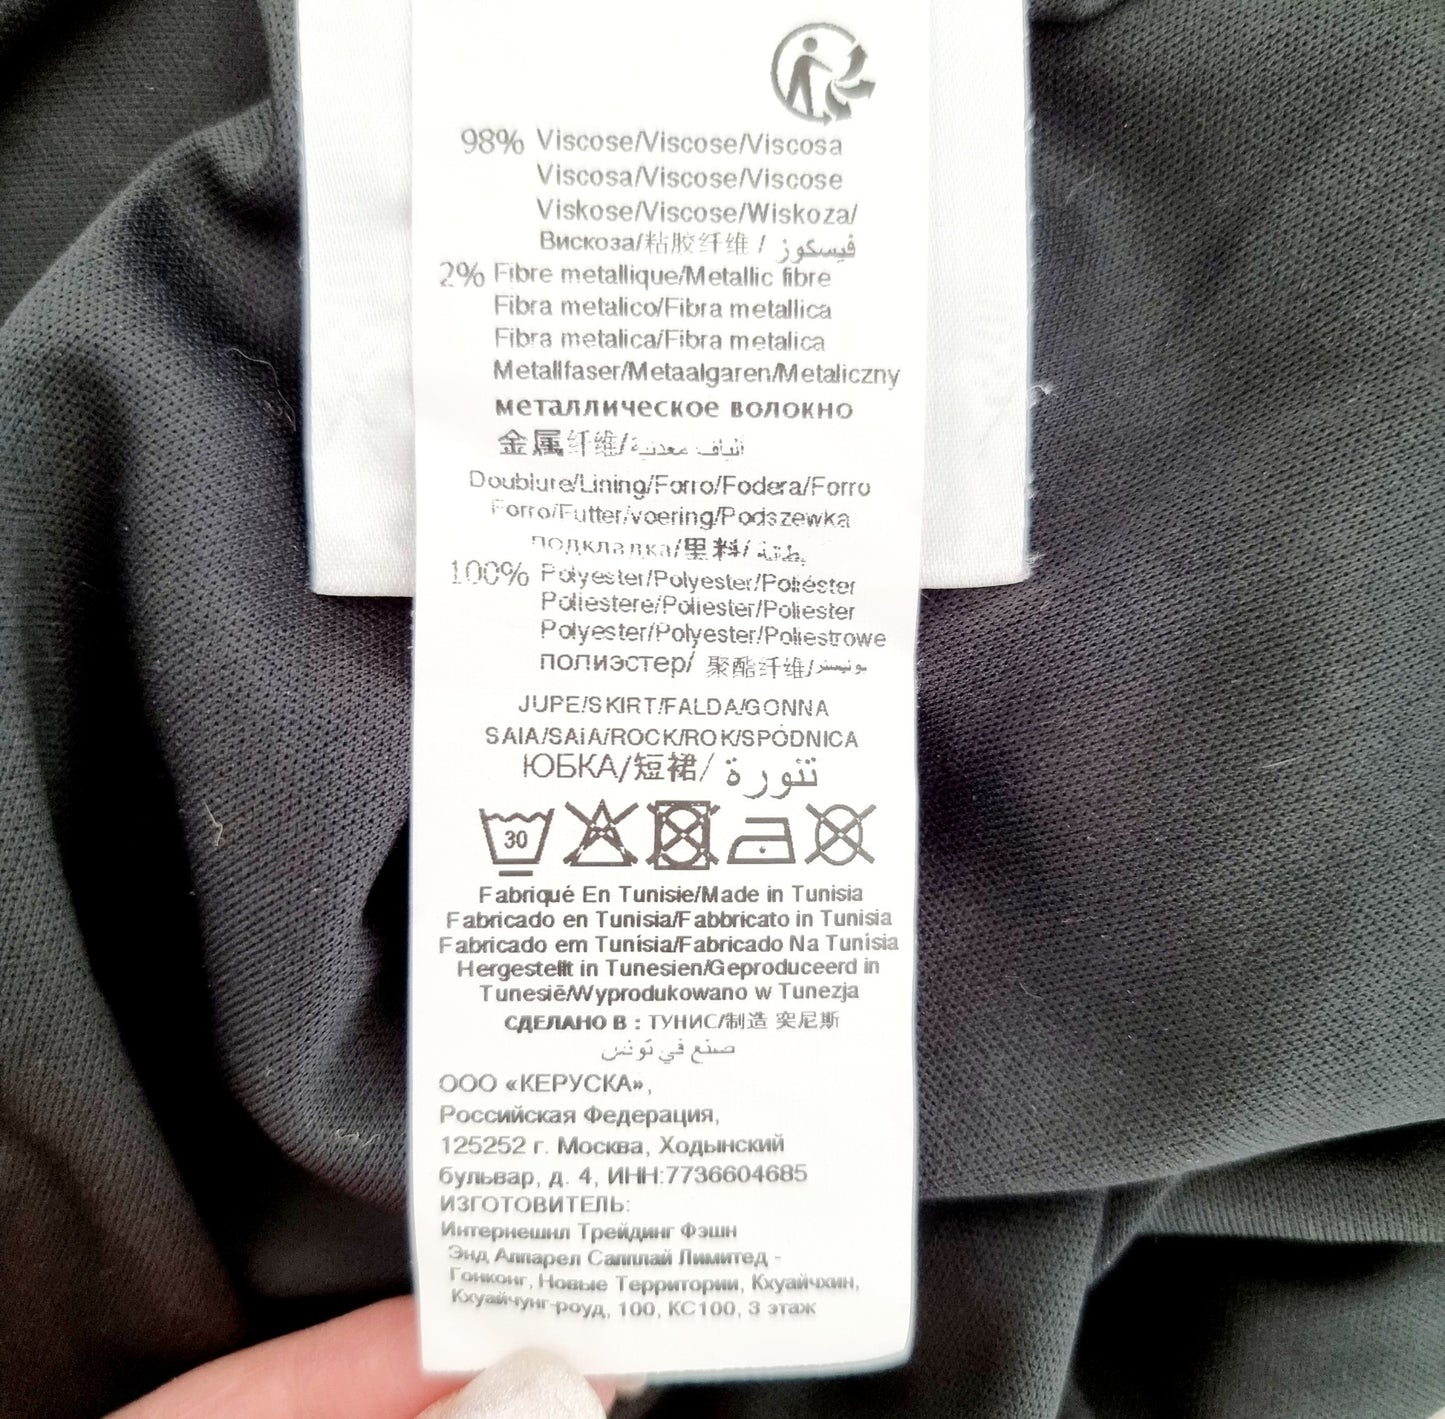 98% Viscose/Viscose/Viscosa
Viscosa/Viscose/Viscose
Viskose/Viscose/Wiskoza/
Вискоза/粘胶纤维 / فيسكوز
2% Fibre metallique/Metallic fibre
Fibra metalico/Fibra metallica
Fibra metalica/Fibra metalica
Metallfaser/Metaalgaren/Metaliczny
металлическое волокно
金属纤维/ألياف معدنية
Doublure/Lining/Forro/Fodera/Forro
Forro/Futter/voering/Podszewka
подкладка/里料/بطانة
100% Polyester/Polyester/Poliéster
Poliestere/Poliester/Poliester
Polyester/Polyester/Poliestrowe
полиэстер/ 聚酯纤维/
JUPE/SKIRT/FALDA/GONNA
SAIA/SAiA/ROCK/ROK/SPÓDNICA
ЮБКА/短裙/ تنورة
30
Fabriqué En Tunisie/Made in Tunisia
Fabricado en Tunisia/Fabbricato in Tunisia
Fabricado em Tunísia/Fabricado Na Tunísia
Hergestellt in Tunesien/Geproduceerd in
Tunesië/Wyprodukowano w Tunezja
СДЕЛАНО В : ТУНИС/制造 突尼斯
صنع في تونس
ООО «КЕРУСКА»,
Российская Федерация,
125252 г. Москва, Ходынский
бульвар, д. 4, ИНН:7736604685
ИЗГОТОВИТЕЛЬ:
Интернешнл Трейдинг Фэшн
Энд Аппарел Сапплай Лимитед -
Гонконг, Новые Территории, Кхуайчхин,
Кхуайчунг-роуд, 100, КС100, 3 этаж